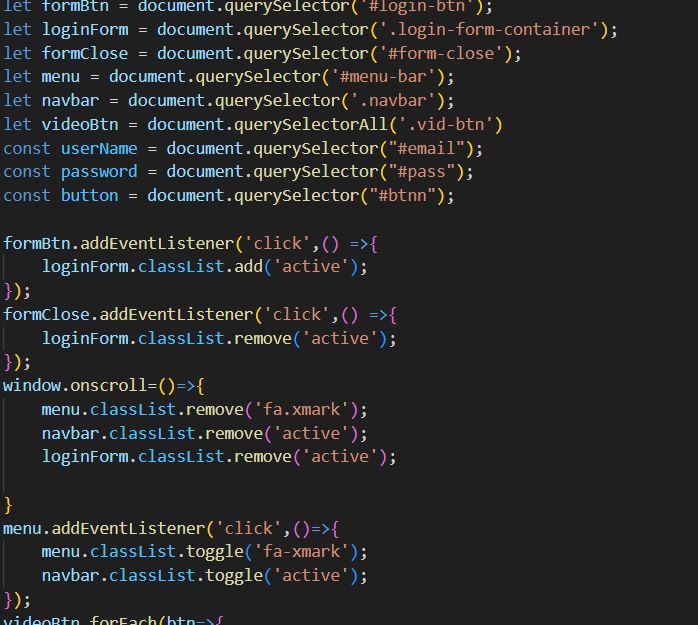 let formBtn = document.querySelector('#login-btn');
let loginForm = document.querySelector('.login-form-container');
let formClose = document.querySelector('#form-close');
let menu = document.querySelector('#menu-bar');
let navbar = document.querySelector('.navbar');
let videoBtn = document.querySelectorAll('.vid-btn')
const userName = document.querySelector("#email");
const password = document.querySelector("#pass");
const button = document.querySelector("#btnn");

formBtn.addEventListener('click',() =>{
    loginForm.classList.add('active');
});
formClose.addEventListener('click',() =>{
    loginForm.classList.remove('active');
});
window.onscroll=()=>{
    menu.classList.remove('fa.xmark');
    navbar.classList.remove('active');
    loginForm.classList.remove('active');

}
menu.addEventListener('click',()=>{
    menu.classList.toggle('fa-xmark');
    navbar.classList.toggle('active');
});
videoBtn.forEach(btn=>{